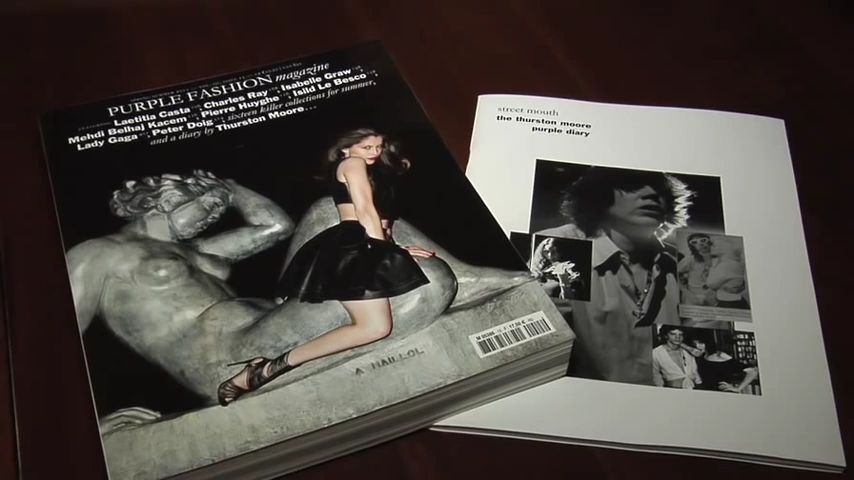 PURPLE FASHION magazine
Laetitia Casta Charles Ray Isabelle Graw
Mehdi Belhaj Kacem Pierre Huyghe Isild Le Besco
Lady Gaga Peter Doig sixteen killer collections for summer,
and a diary by Thurston Moore...
A MAILLOL
street mouth
the thurston moore
purple diary